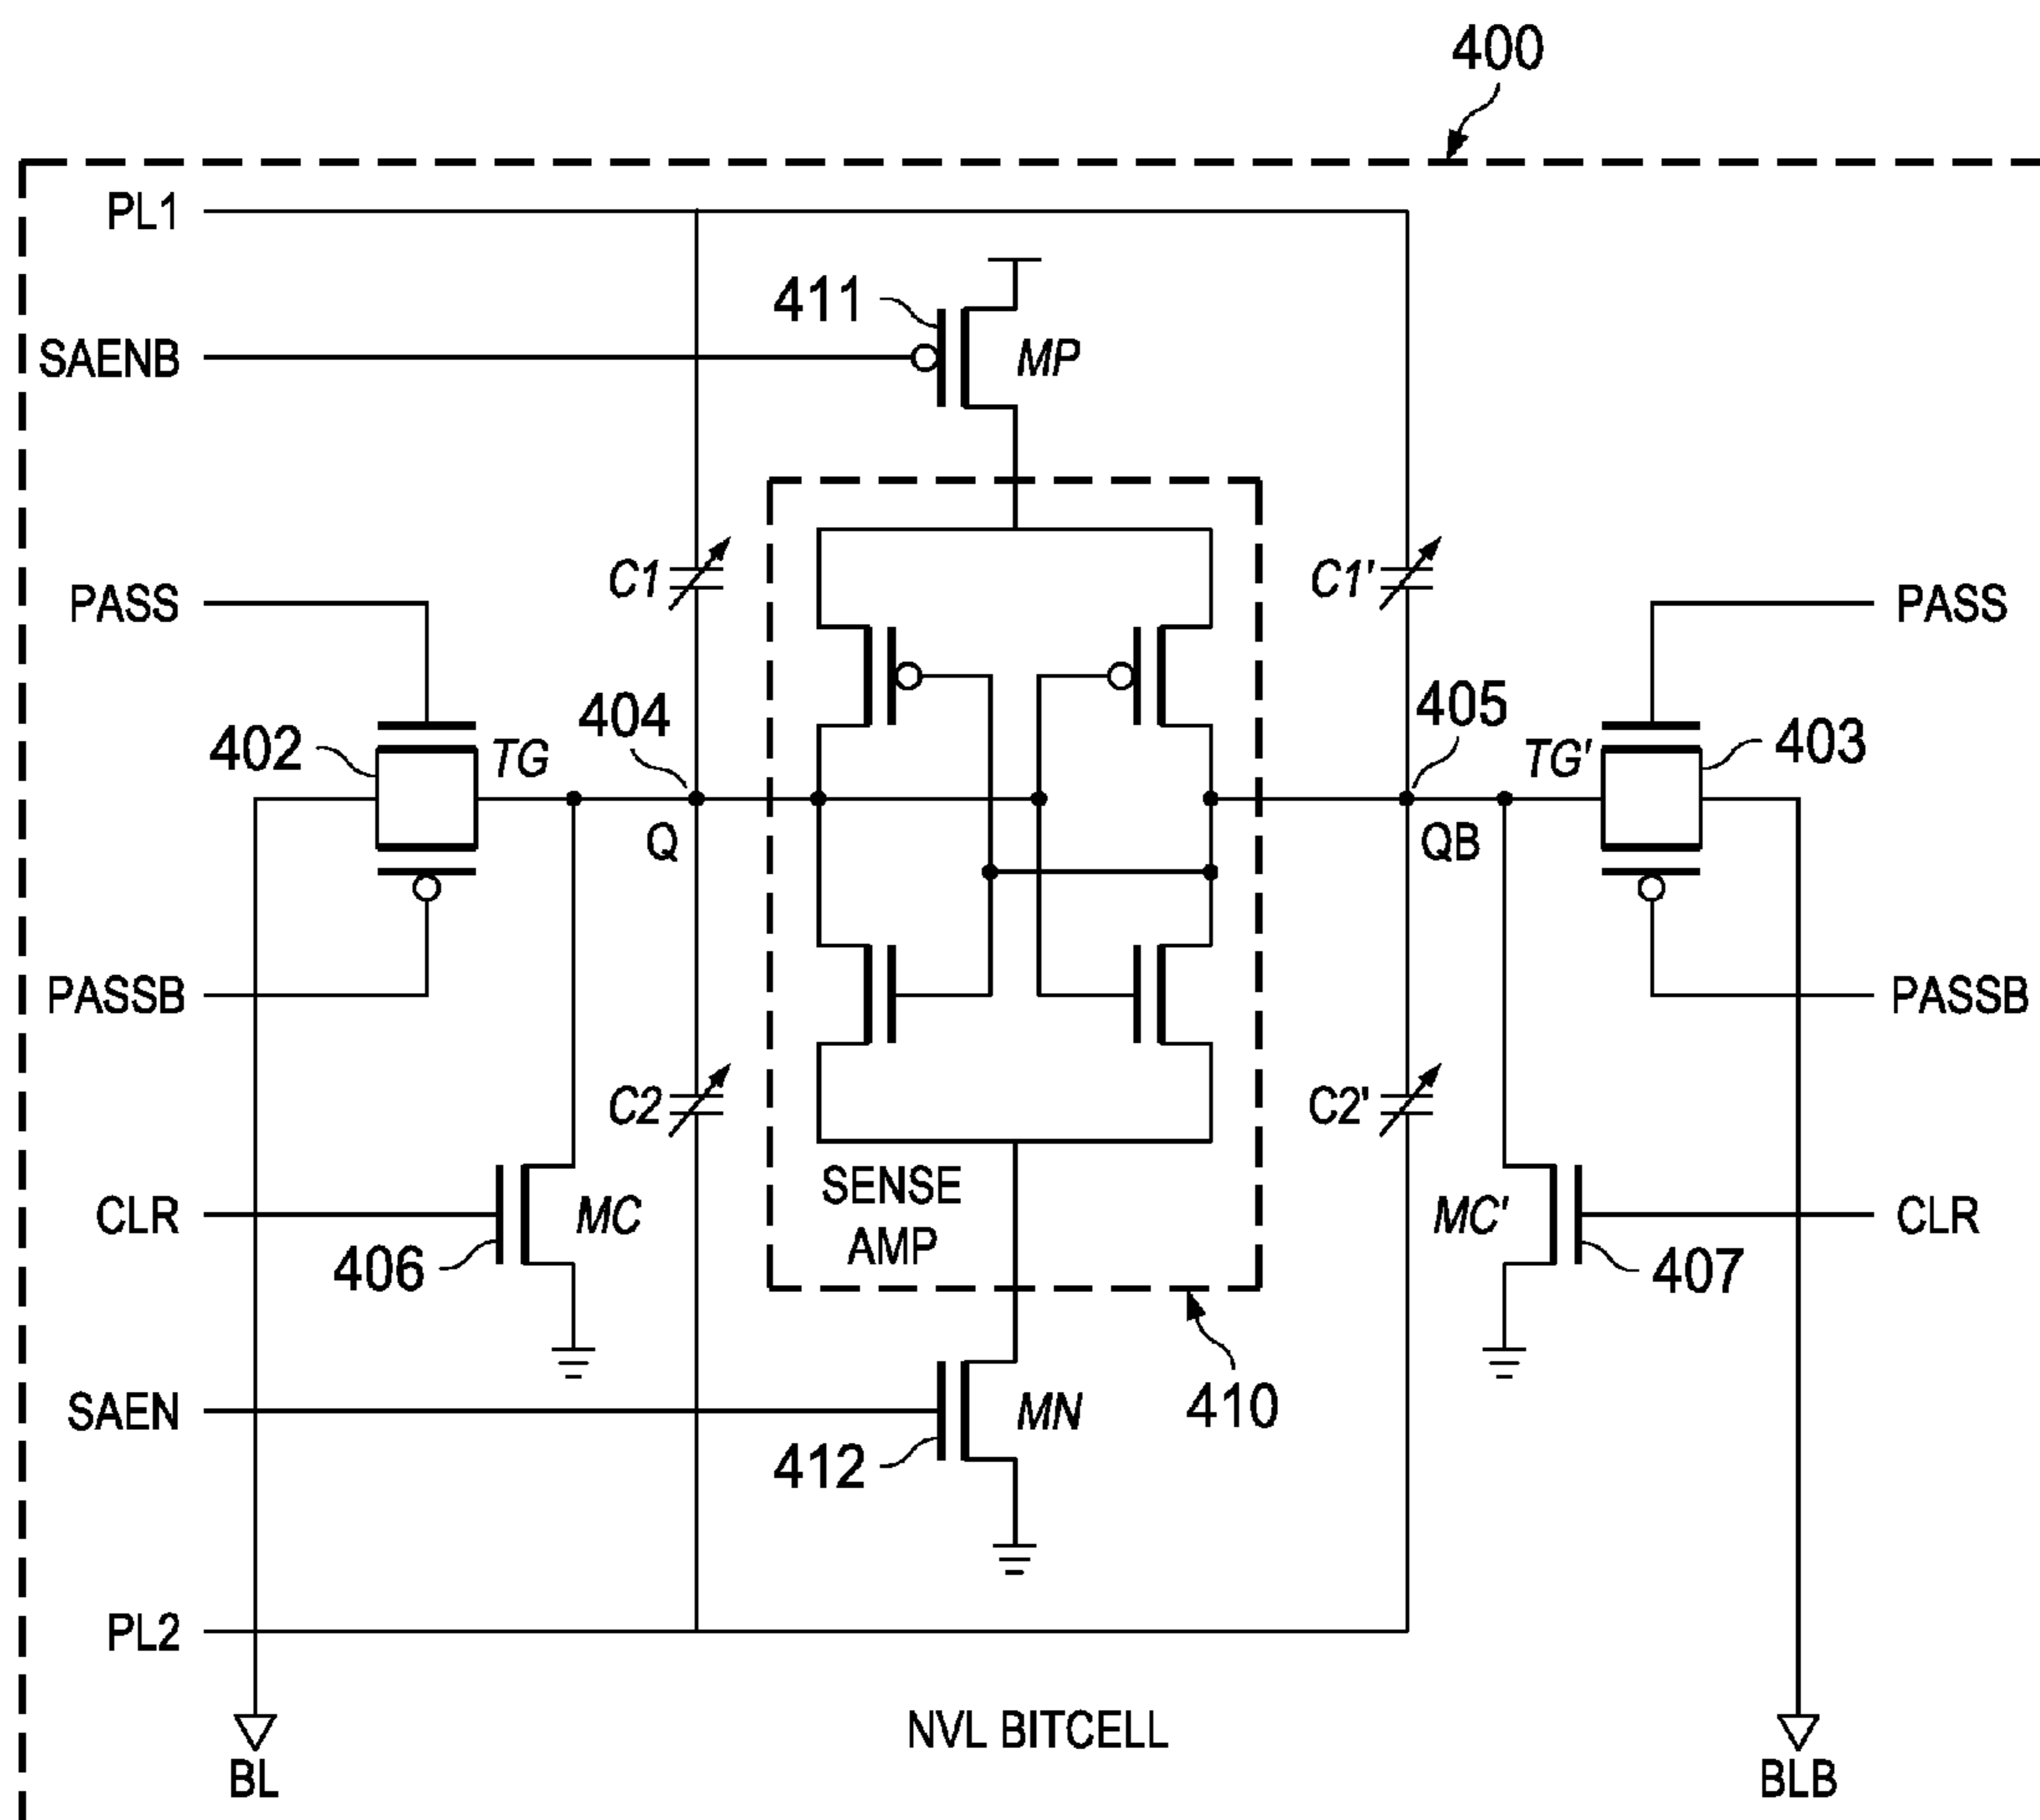 400
PL1
411
SAENB
MP
C1
C1'
PASS
PASS
404
405
402
TG
TG'
403
Q
QB
PASSB
PASSB
C2
C2'
SENSE
AMP
CLR
MC
MC'
CLR
406
407
SAEN
MN
410
412
PL2
NVL BITCELL
BL
BLB